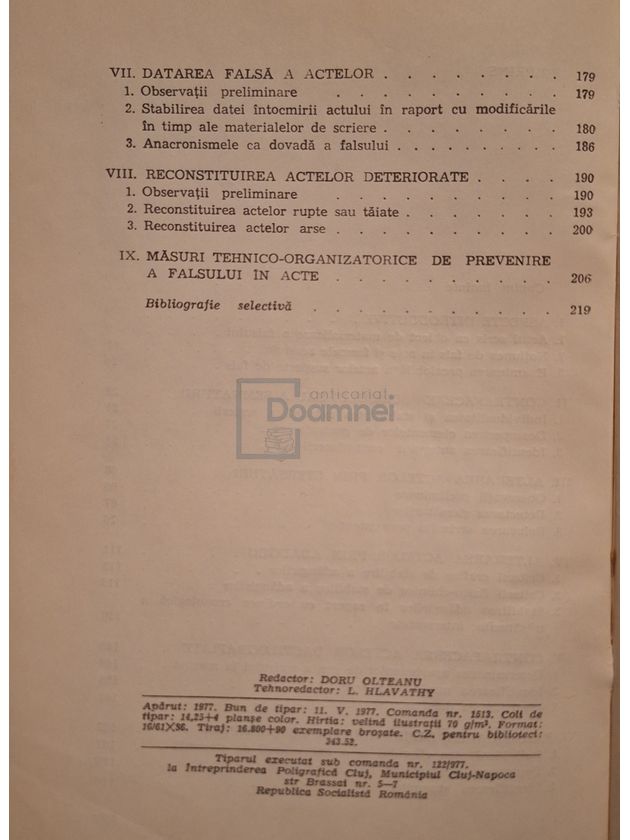 VII. DATAREA FALSĂ A ACTELOR . . . . . . . . 179
1. Observații preliminare . . . . . . . . . . 179
2. Stabilirea datei întocmirii actului în raport cu modificările
în timp ale materialelor de scriere . . . . . . . . 180
3. Anacronismele ca dovadă a falsului . . . . . . . . 186
VIII. RECONSTITUIREA ACTELOR DETERIORATE . . . . 190
1. Observații preliminare . . . . . . . . . . 190
2. Reconstituirea actelor rupte sau tăiate . . . . . . . 193
3. Reconstituirea actelor arse . . . . . . . . . . 200
IX. MĂSURI TEHNICO-ORGANIZATORICE DE PREVENIRE
A FALSULUI ÎN ACTE . . . . . . . . . . 206
Bibliografie selectivă . . . . . . . . . . . 219
anticariat
Doamnei
Redactor: DORU OLTEANU
Tehnoredactor: L. HLAVATHY
Apărut: 1977. Bun de tipar: 11. V. 1977. Comanda nr. 1513. Coli de
tipar: 14,25+4 planșe color. Hîrtia: velină ilustrații 70 g/m². Format:
16/61×86. Tiraj: 16.800+90 exemplare broșate. C.Z. pentru biblioteci:
343.52.
Tiparul executat sub comanda nr. 122/977.
la Întreprinderea Poligrafică Cluj, Municipiul Cluj-Napoca
str Brassai nr. 5—7
Republica Socialistă România